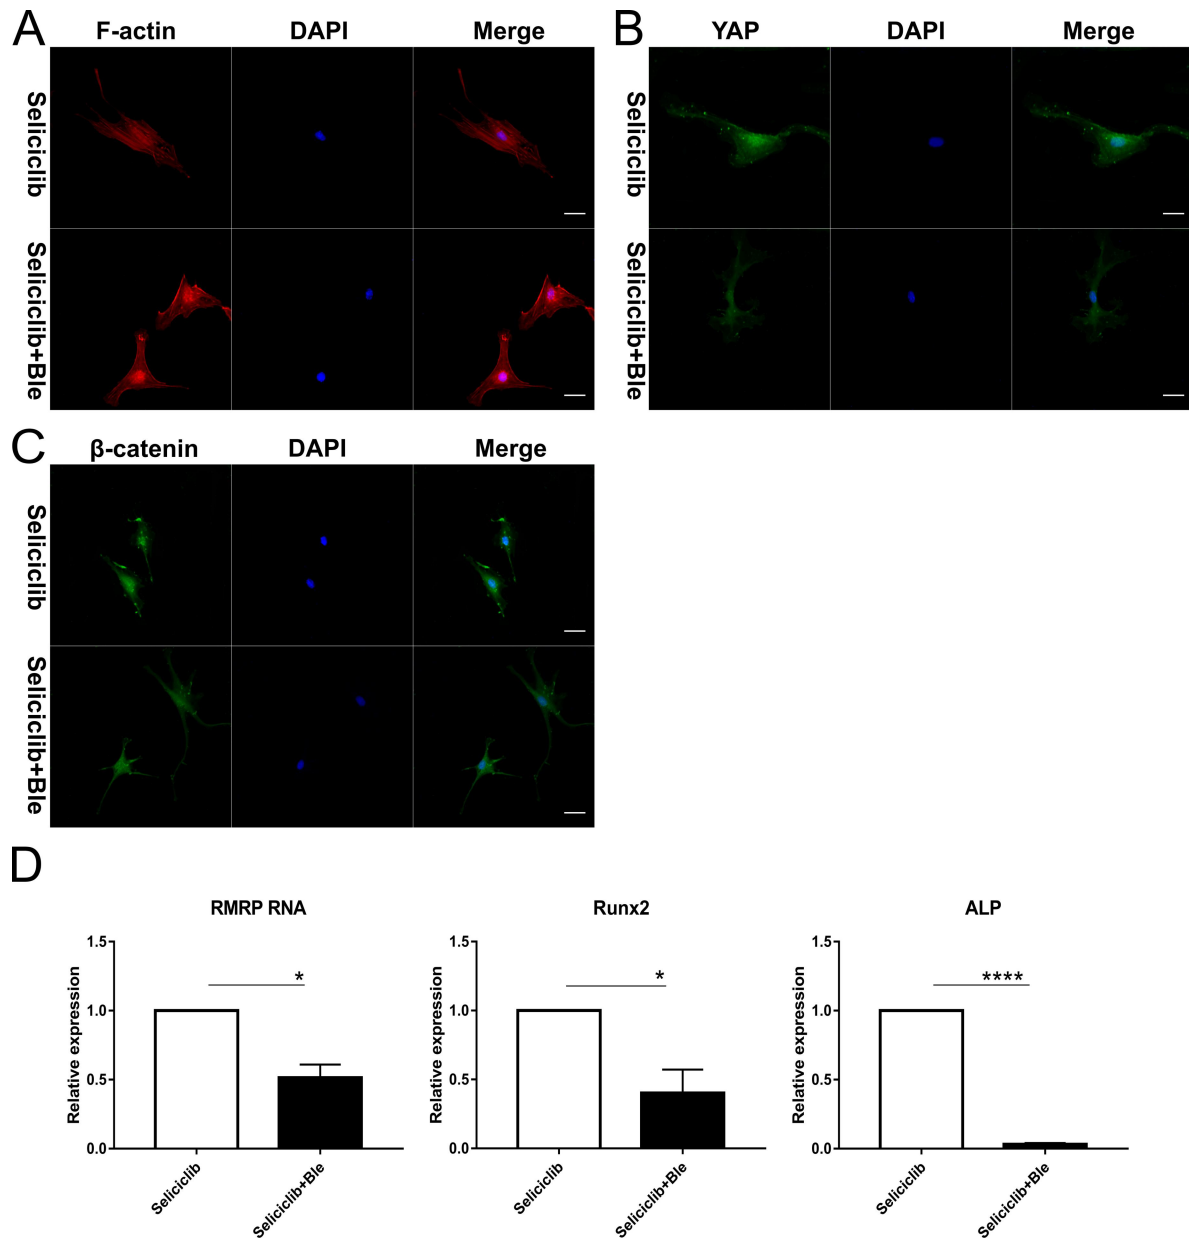 A
F-actin DAPI Merge
Seliciclib
Seliciclib+Ble
B
YAP DAPI Merge
Seliciclib
Seliciclib+Ble
C
β-catenin DAPI Merge
Seliciclib
Seliciclib+Ble
D
RMRP RNA
Relative expression
1.5
1.0
0.5
0.0
*
Seliciclib
Seliciclib+Ble
Runx2
Relative expression
1.5
1.0
0.5
0.0
*
Seliciclib
Seliciclib+Ble
ALP
Relative expression
1.5
1.0
0.5
0.0
****
Seliciclib
Seliciclib+Ble